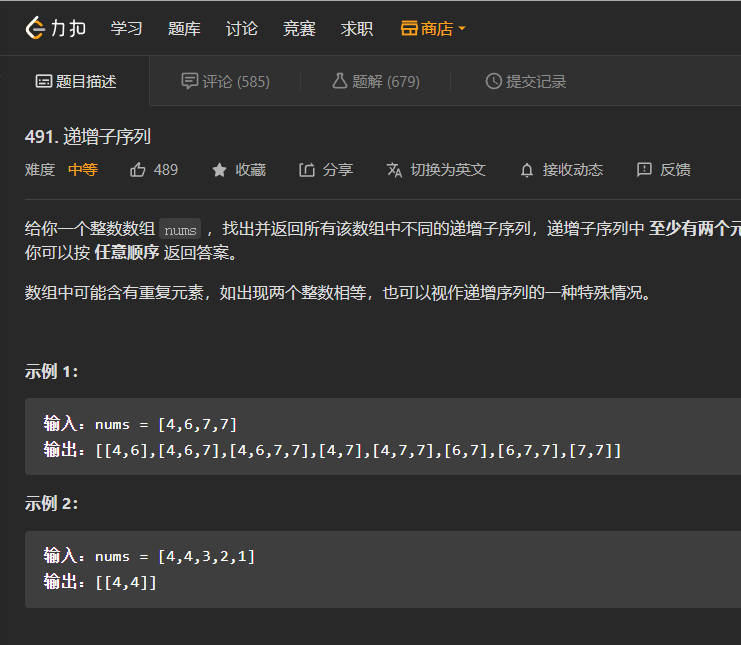 力扣 学习 题库 讨论 竞赛 求职 商店
题目描述 评论 (585) 题解 (679) 提交记录
491. 递增子序列
难度 中等 489 收藏 分享 切换为英文 接收动态 反馈
给你一个整数数组 nums ，找出并返回所有该数组中不同的递增子序列，递增子序列中 至少有两个元
你可以按 任意顺序 返回答案。
数组中可能含有重复元素，如出现两个整数相等，也可以视作递增序列的一种特殊情况。
示例 1：
输入：nums = [4,6,7,7]
输出：[[4,6],[4,6,7],[4,6,7,7],[4,7],[4,7,7],[6,7],[6,7,7],[7,7]]
示例 2：
输入：nums = [4,4,3,2,1]
输出：[[4,4]]